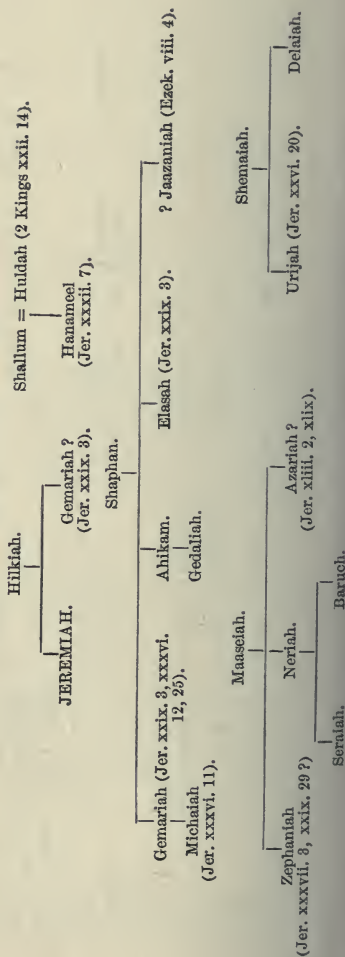 Hilkiah. Shallum = Huldah (2 Kings xxii. 14).
JEREMIAH. Gemariah ? Hanameel
(Jer. xxix. 3). (Jer. xxxii. 7).
Shaphan.
Gemariah (Jer. xxix. 3, xxxvi. Ahikam. Elasah (Jer. xxix. 3). ? Jaazaniah (Ezek. viii. 4).
12, 25).
Michaiah Gedaliah.
(Jer. xxxvi. 11).
Maaseiah. Shemaiah.
Zephaniah Neriah. Azariah ? Urijah (Jer. xxvi. 20). Delaiah.
(Jer. xxxvii. 3, xxix. 29 ?) (Jer. xliii. 2, xlix).
Seraiah. Baruch.